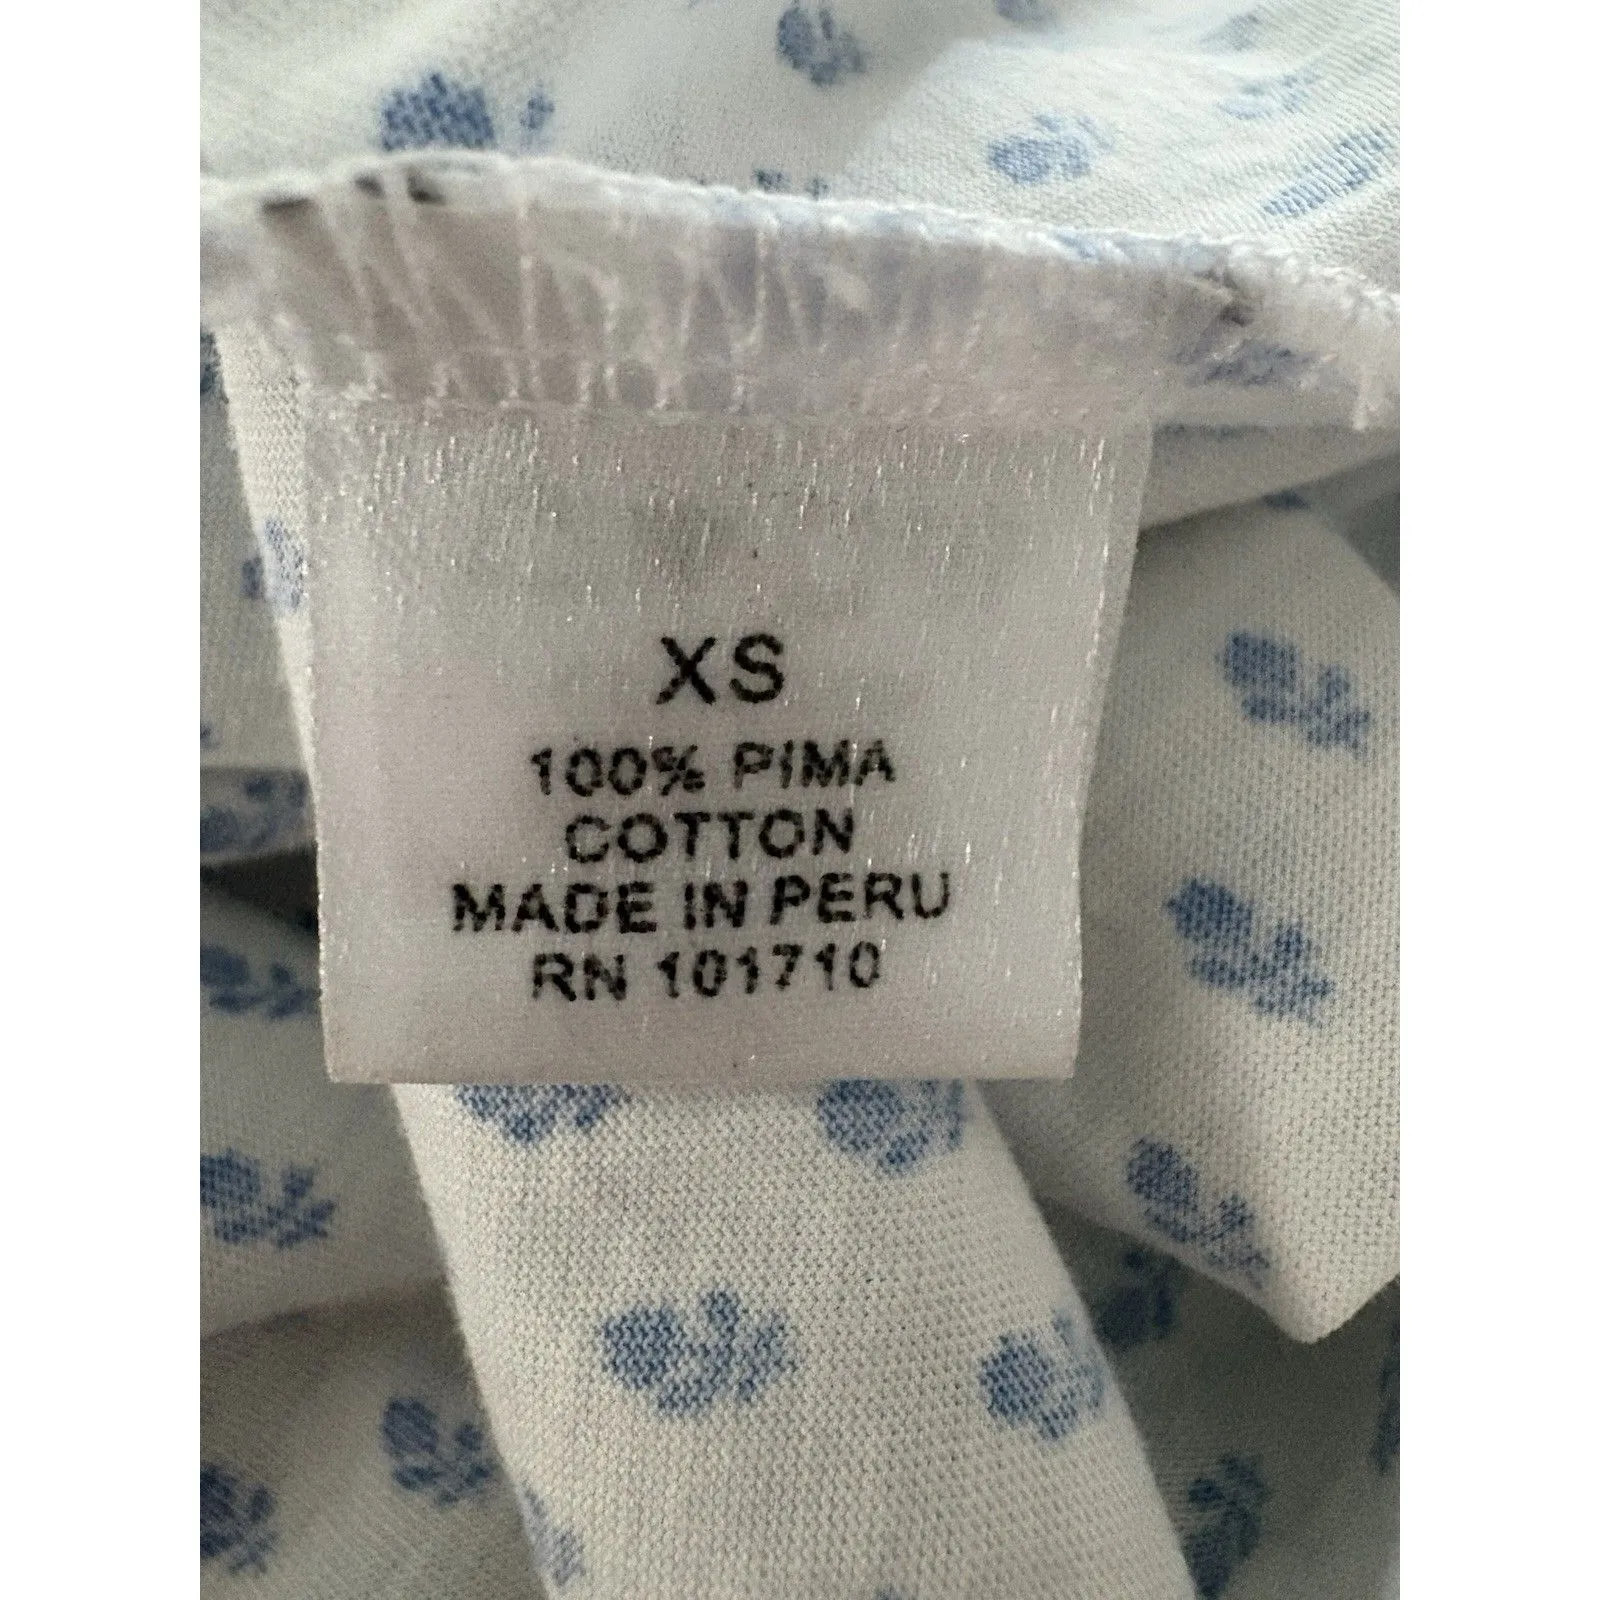 XS
100% PIMA
COTTON
MADE IN PERU
RN 101710